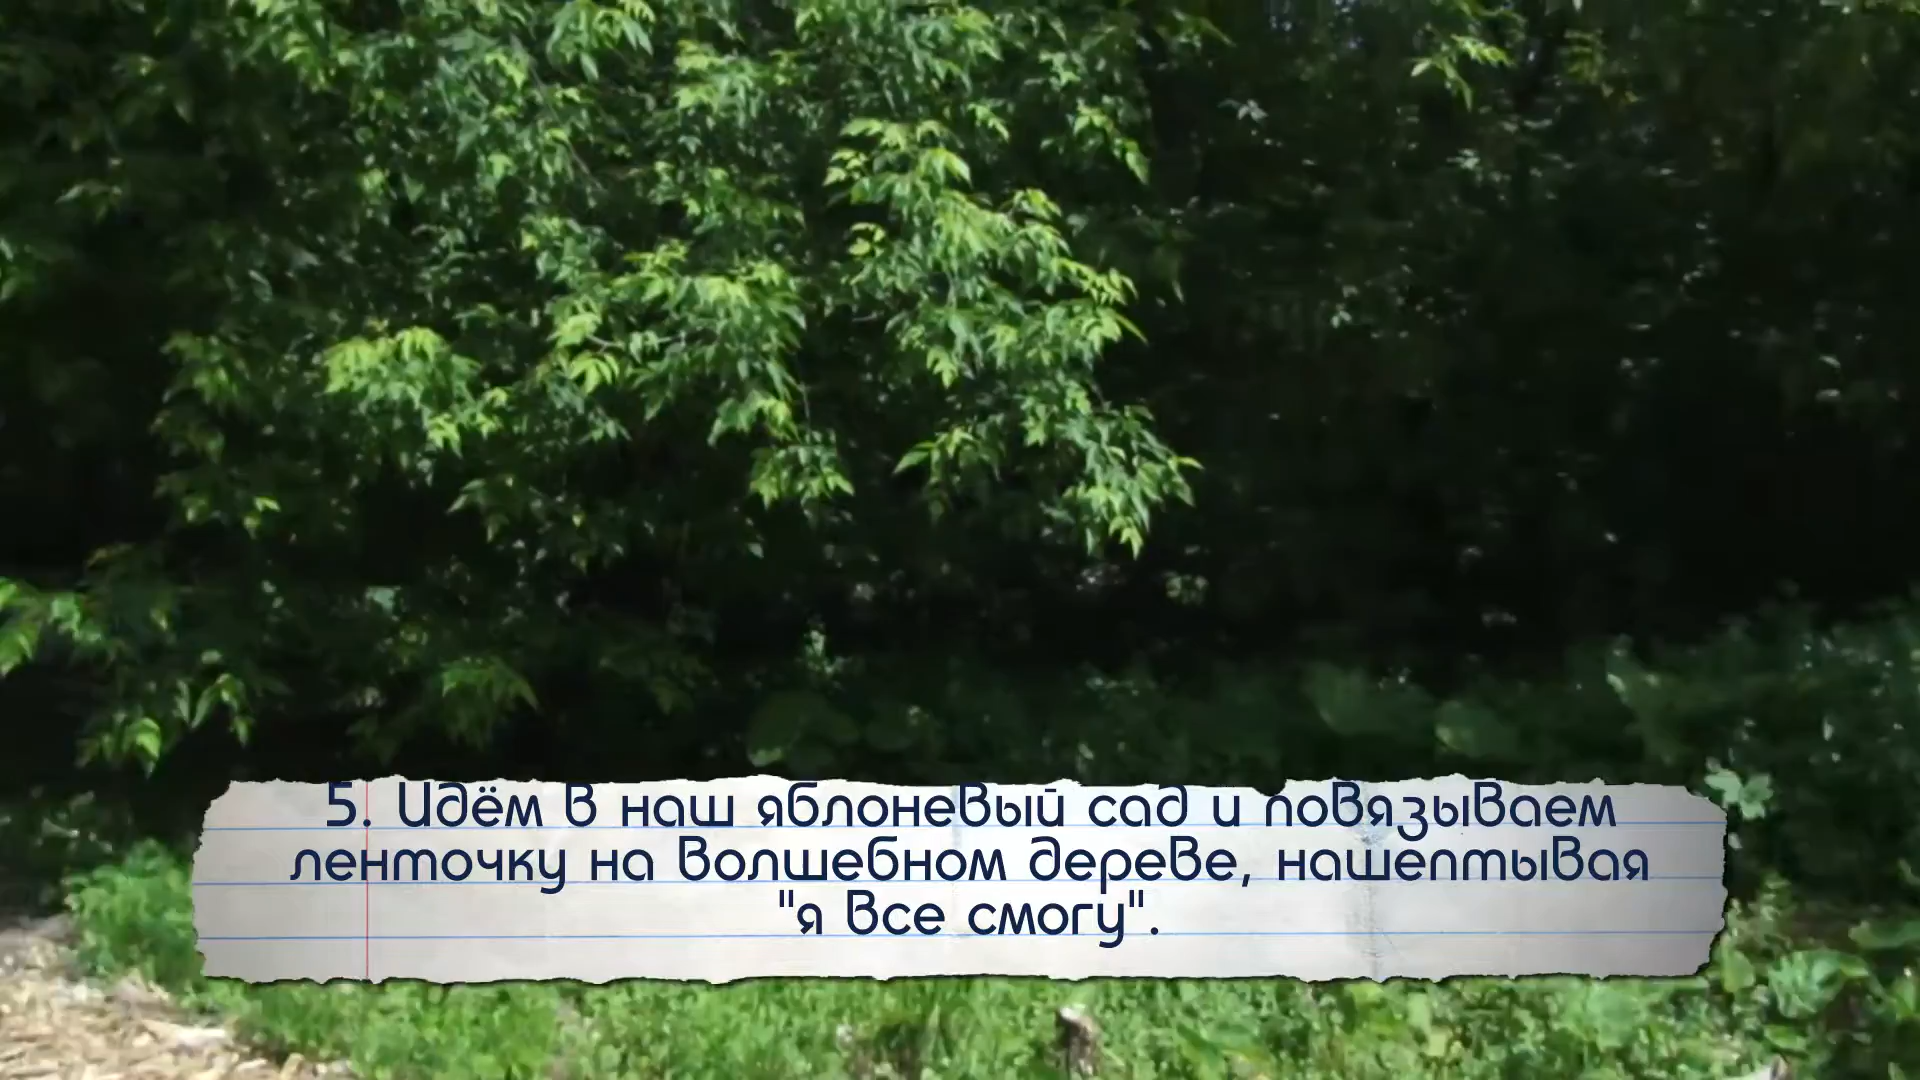 5. Идём в наш яблоневый сад и повязываем
ленточку на волшебном дереве, нашептывая
"я все смогу".